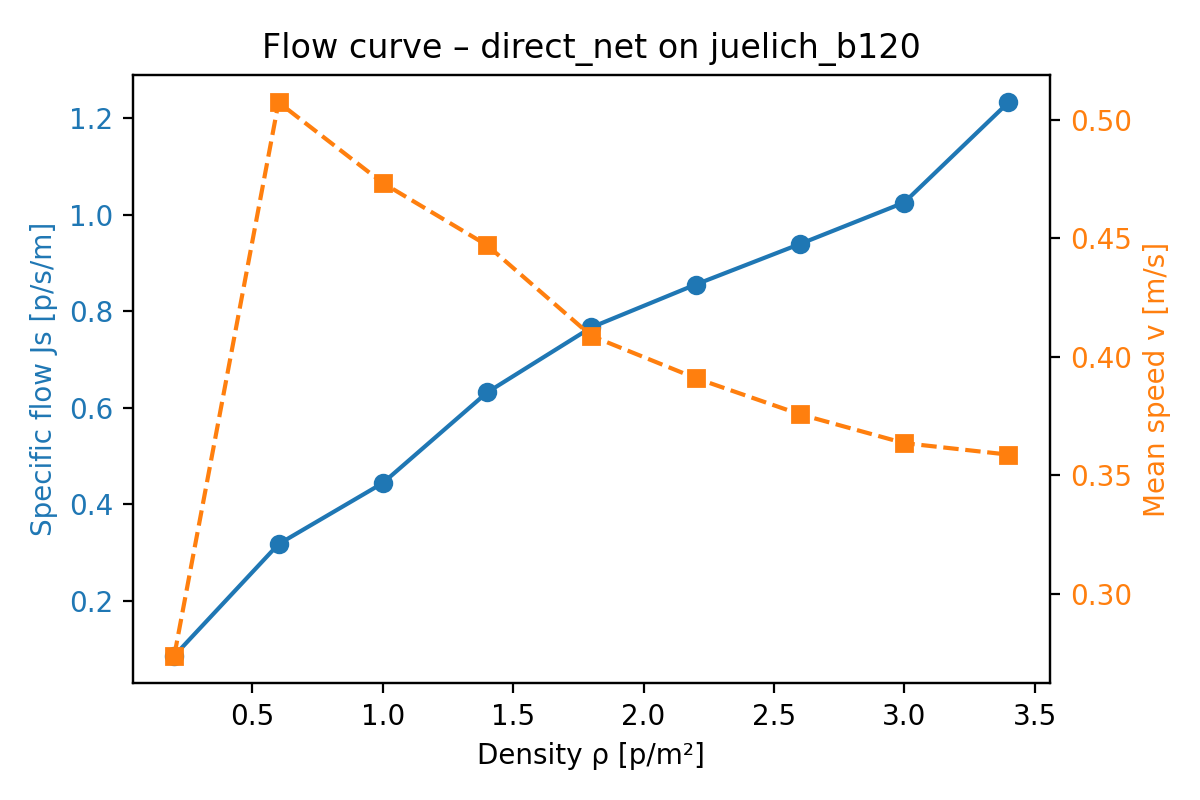 Flow curve – direct_net on juelich_b120
Specific flow Js [p/s/m]
1.2
1.0
0.8
0.6
0.4
0.2
0.50
0.45
0.40
0.35
0.30
Mean speed v [m/s]
0.5 1.0 1.5 2.0 2.5 3.0 3.5
Density ρ [p/m²]